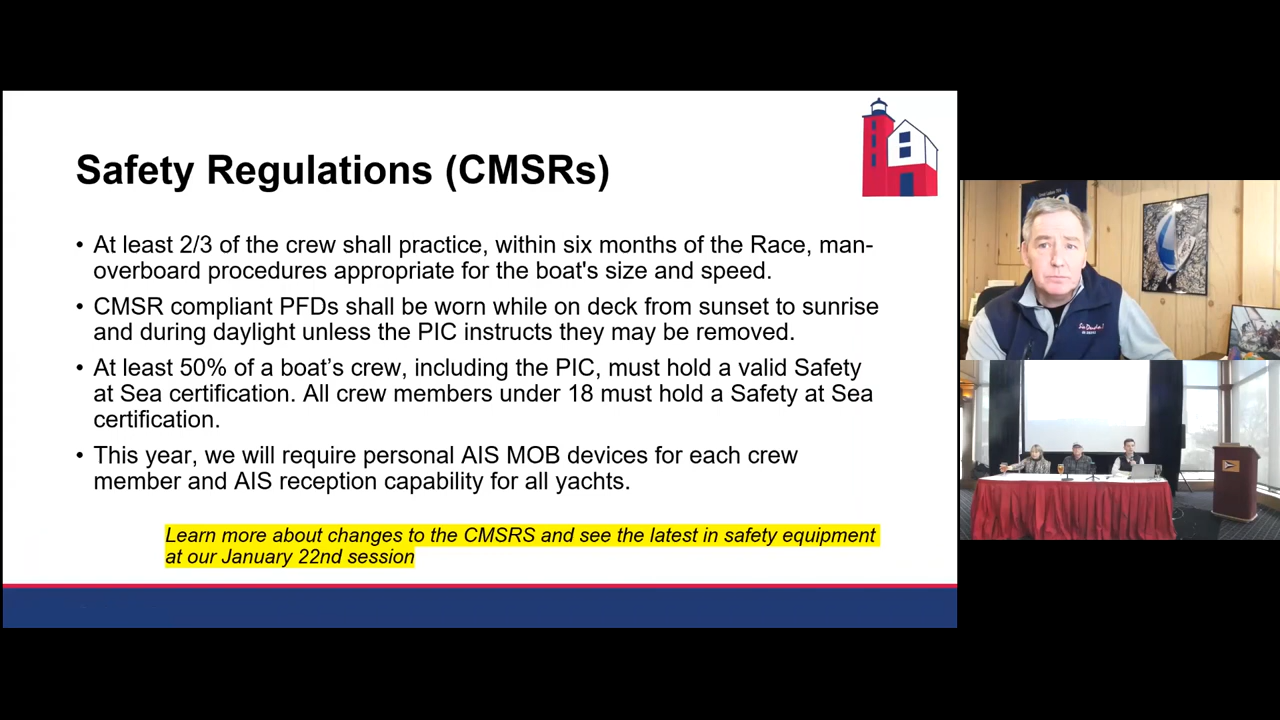 Safety Regulations (CMSRs)
• At least 2/3 of the crew shall practice, within six months of the Race, man-
overboard procedures appropriate for the boat's size and speed.
• CMSR compliant PFDs shall be worn while on deck from sunset to sunrise
and during daylight unless the PIC instructs they may be removed.
• At least 50% of a boat’s crew, including the PIC, must hold a valid Safety
at Sea certification. All crew members under 18 must hold a Safety at Sea
certification.
• This year, we will require personal AIS MOB devices for each crew
member and AIS reception capability for all yachts.
Learn more about changes to the CMSRS and see the latest in safety equipment
at our January 22nd session